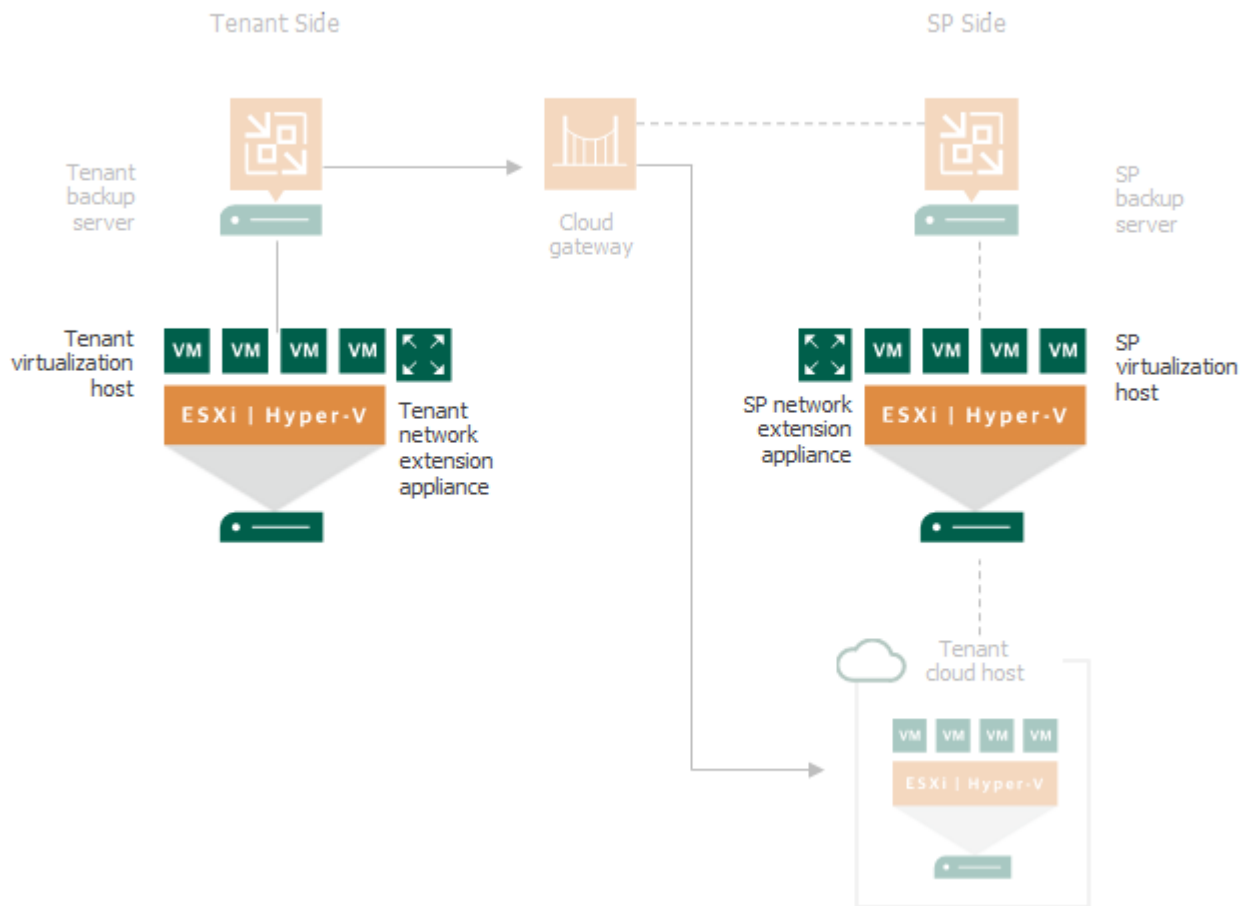 Tenant Side
SP Side
Tenant
backup
server
Cloud
gateway
SP
backup
server
Tenant
virtualization
host
VM
VM
VM
VM
ESXi | Hyper-V
Tenant
network
extension
appliance
SP network
extension
appliance
VM
VM
VM
VM
ESXi | Hyper-V
SP
virtualization
host
Tenant
cloud host
VM
VM
VM
VM
ESXi | Hyper-V